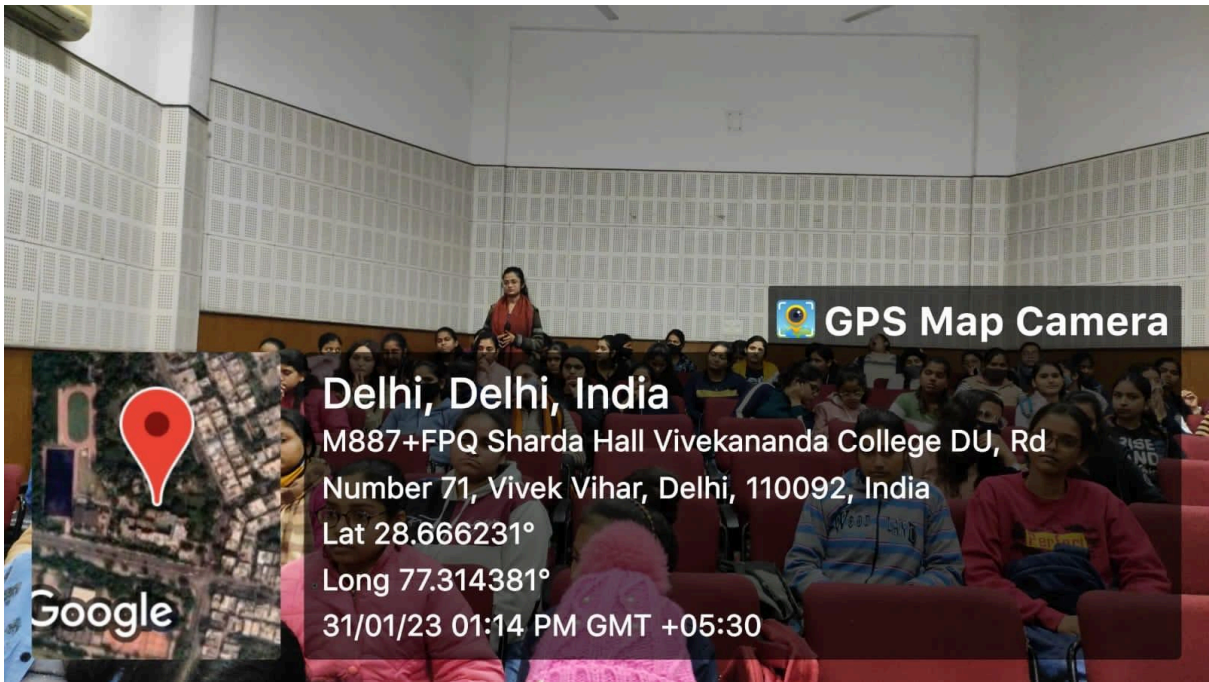 GPS Map Camera
Delhi, Delhi, India
M887+FPQ Sharda Hall Vivekananda College DU, Rd
Number 71, Vivek Vihar, Delhi, 110092, India
Lat 28.666231°
Long 77.314381°
31/01/23 01:14 PM GMT +05:30
Google